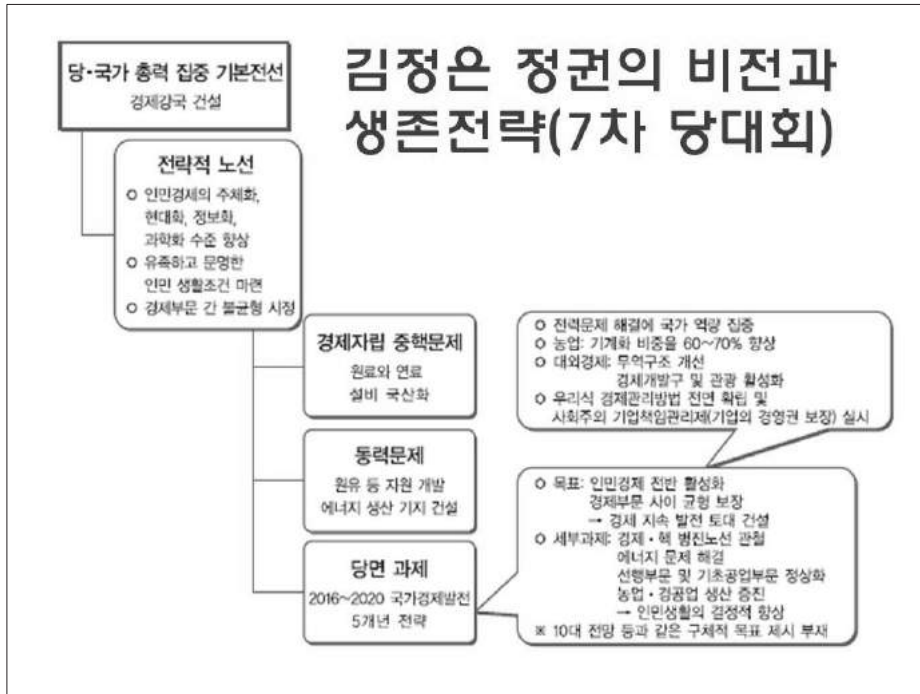 김정은 정권의 비전과
생존전략(7차 당대회)
당·국가 총력 집중 기본전선
경제강국 건설
전략적 노선
○ 인민경제의 주체화,
현대화, 정보화,
과학화 수준 향상
○ 유족하고 문명한
인민 생활조건 마련
○ 경제부문 간 불균형 시정
경제자립 중핵문제
원료와 연료
설비 국산화
동력문제
원유 등 자원 개발
에너지 생산 기지 건설
당면 과제
2016~2020 국가경제발전
5개년 전략
○ 전력문제 해결에 국가 역량 집중
○ 농업: 기계화 비중을 60~70% 향상
○ 대외경제: 무역구조 개선
경제개발구 및 관광 활성화
○ 우리식 경제관리방법 전면 확립 및
사회주의 기업책임관리제(기업의 경영권 보장) 실시
○ 목표: 인민경제 전반 활성화
경제부문 사이 균형 보장
→ 경제 지속 발전 토대 건설
○ 세부과제: 경제·핵 병진노선 관철
에너지 문제 해결
선행부문 및 기초공업부문 정상화
농업·경공업 생산 증진
→ 인민생활의 결정적 향상
※ 10대 전망 등과 같은 구체적 목표 제시 부재